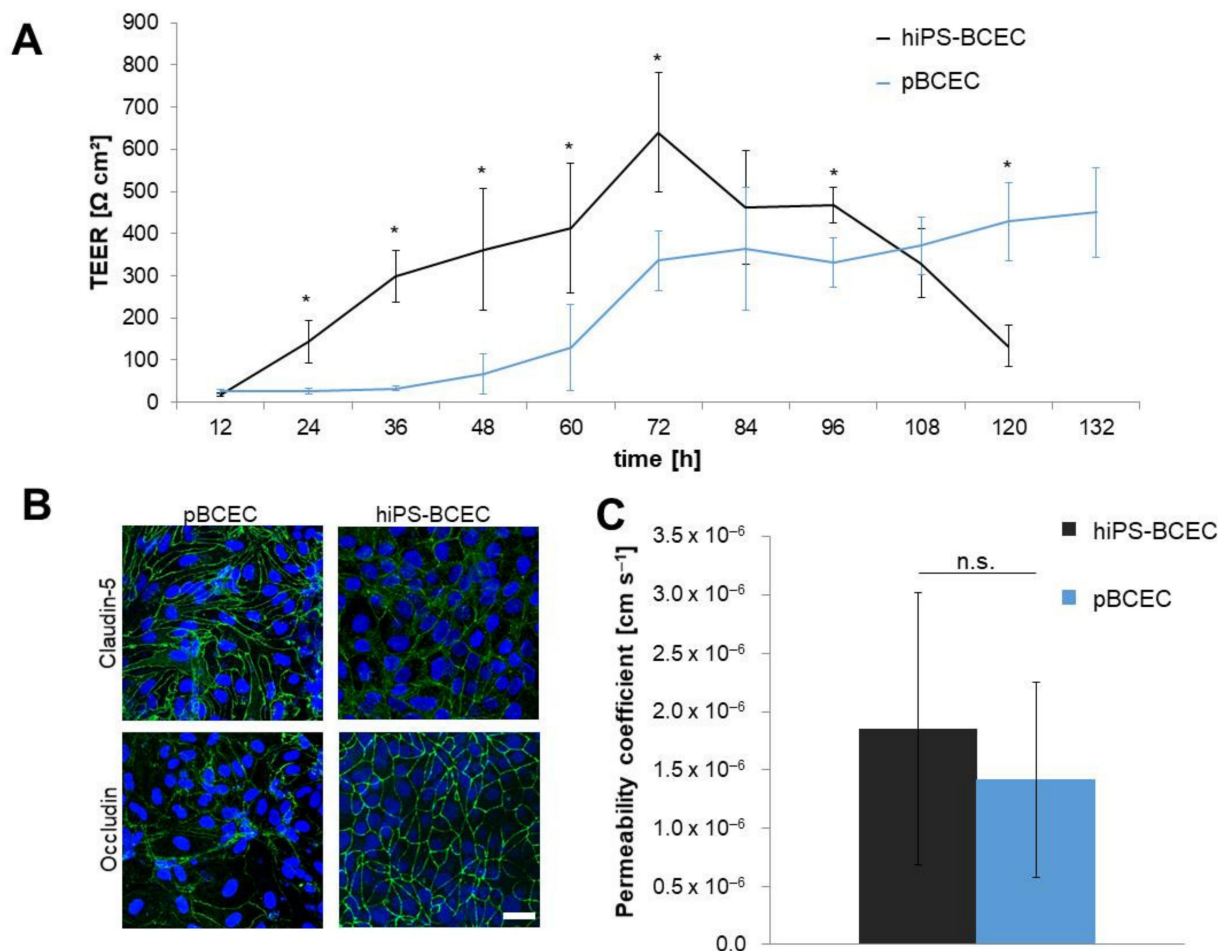 A
900
800
700
600
500
400
300
200
100
0
TEER [Ω cm²]
hiPS-BCEC
pBCEC
*
*
*
*
*
*
*
*
12 24 36 48 60 72 84 96 108 120 132
time [h]
B
pBCEC hiPS-BCEC
Claudin-5
Occludin
C
3.5 x 10⁻⁶
3.0 x 10⁻⁶
2.5 x 10⁻⁶
2.0 x 10⁻⁶
1.5 x 10⁻⁶
1.0 x 10⁻⁶
0.5 x 10⁻⁶
0.0
Permeability coefficient [cm s⁻¹]
n.s.
hiPS-BCEC
pBCEC